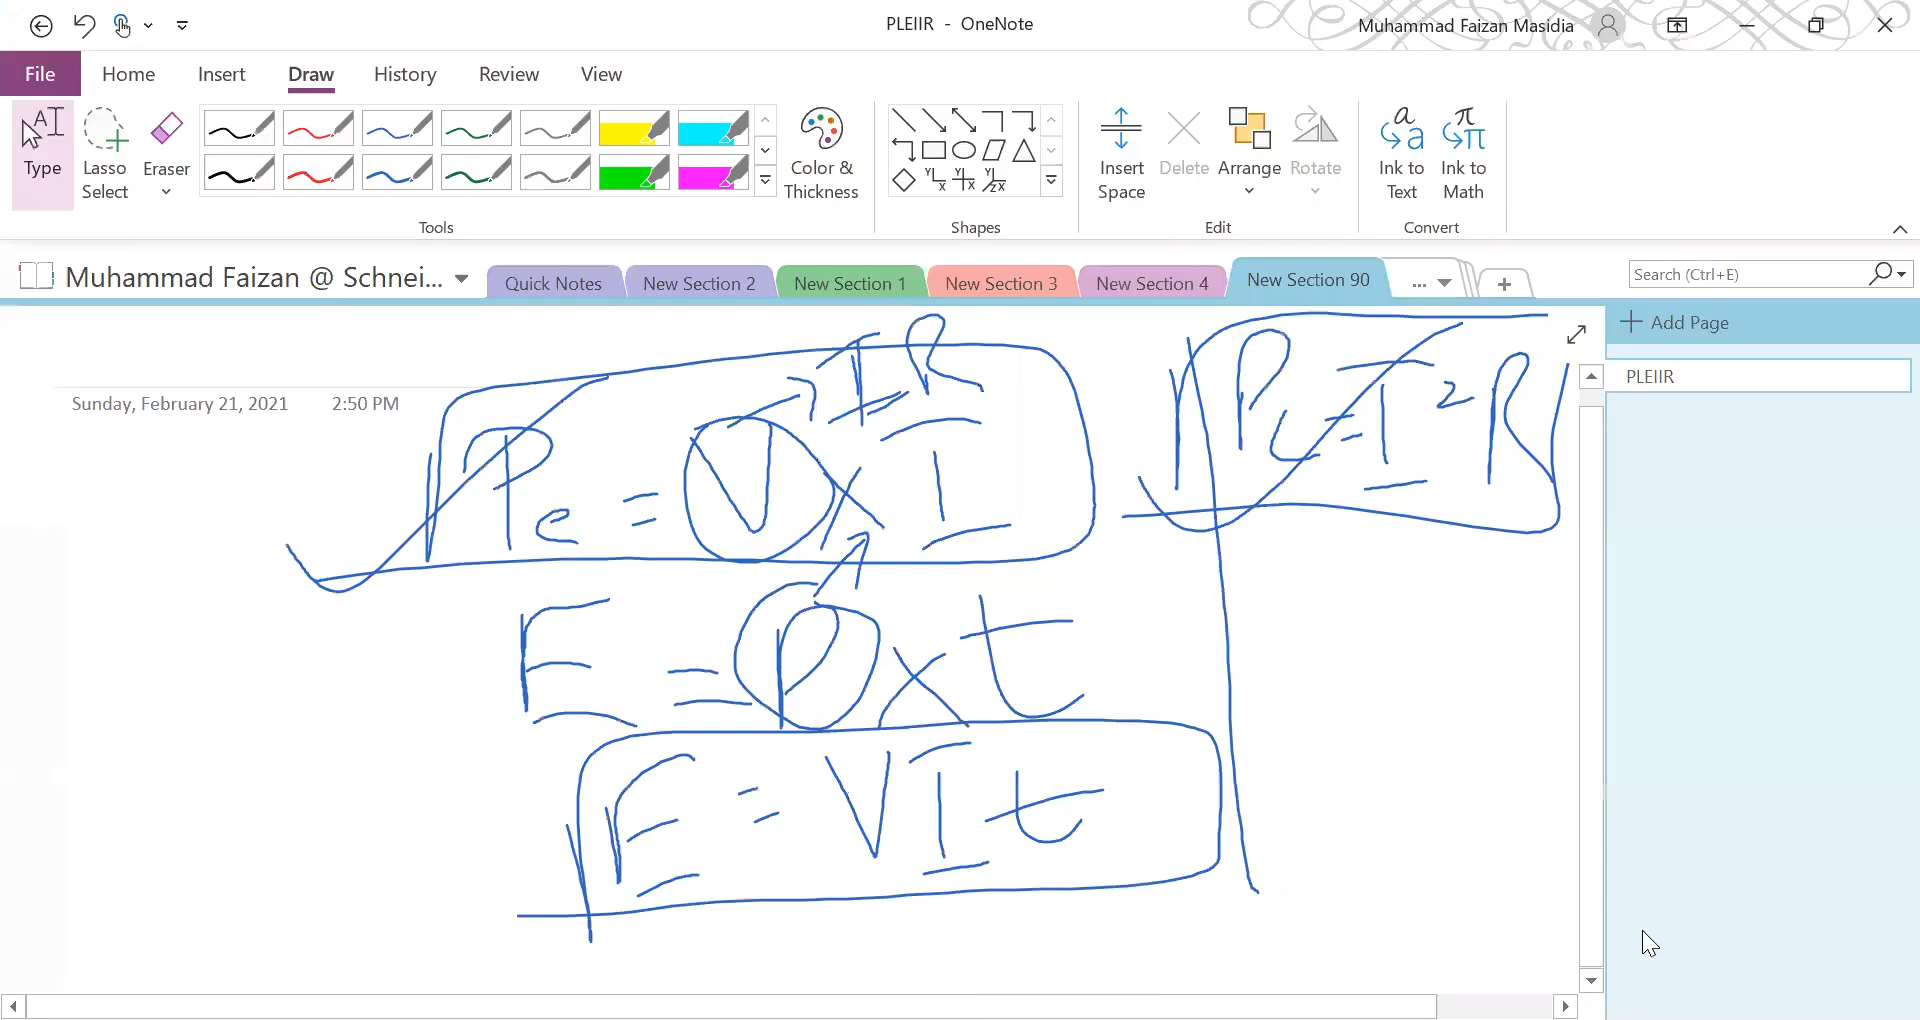 PLEIIR - OneNote
Muhammad Faizan Masidia
File Home Insert Draw History Review View
Type
Lasso Select
Eraser
Color & Thickness
Insert Space
Delete
Arrange
Rotate
Ink to Text
Ink to Math
Tools
Shapes
Edit
Convert
Muhammad Faizan @ Schnei...
Quick Notes
New Section 2
New Section 1
New Section 3
New Section 4
New Section 90
...
Search (Ctrl+E)
Add Page
PLEIIR
Sunday, February 21, 2021 2:50 PM
IR
Pe = V × I
PL = I²R
E = P × t
E = VIt